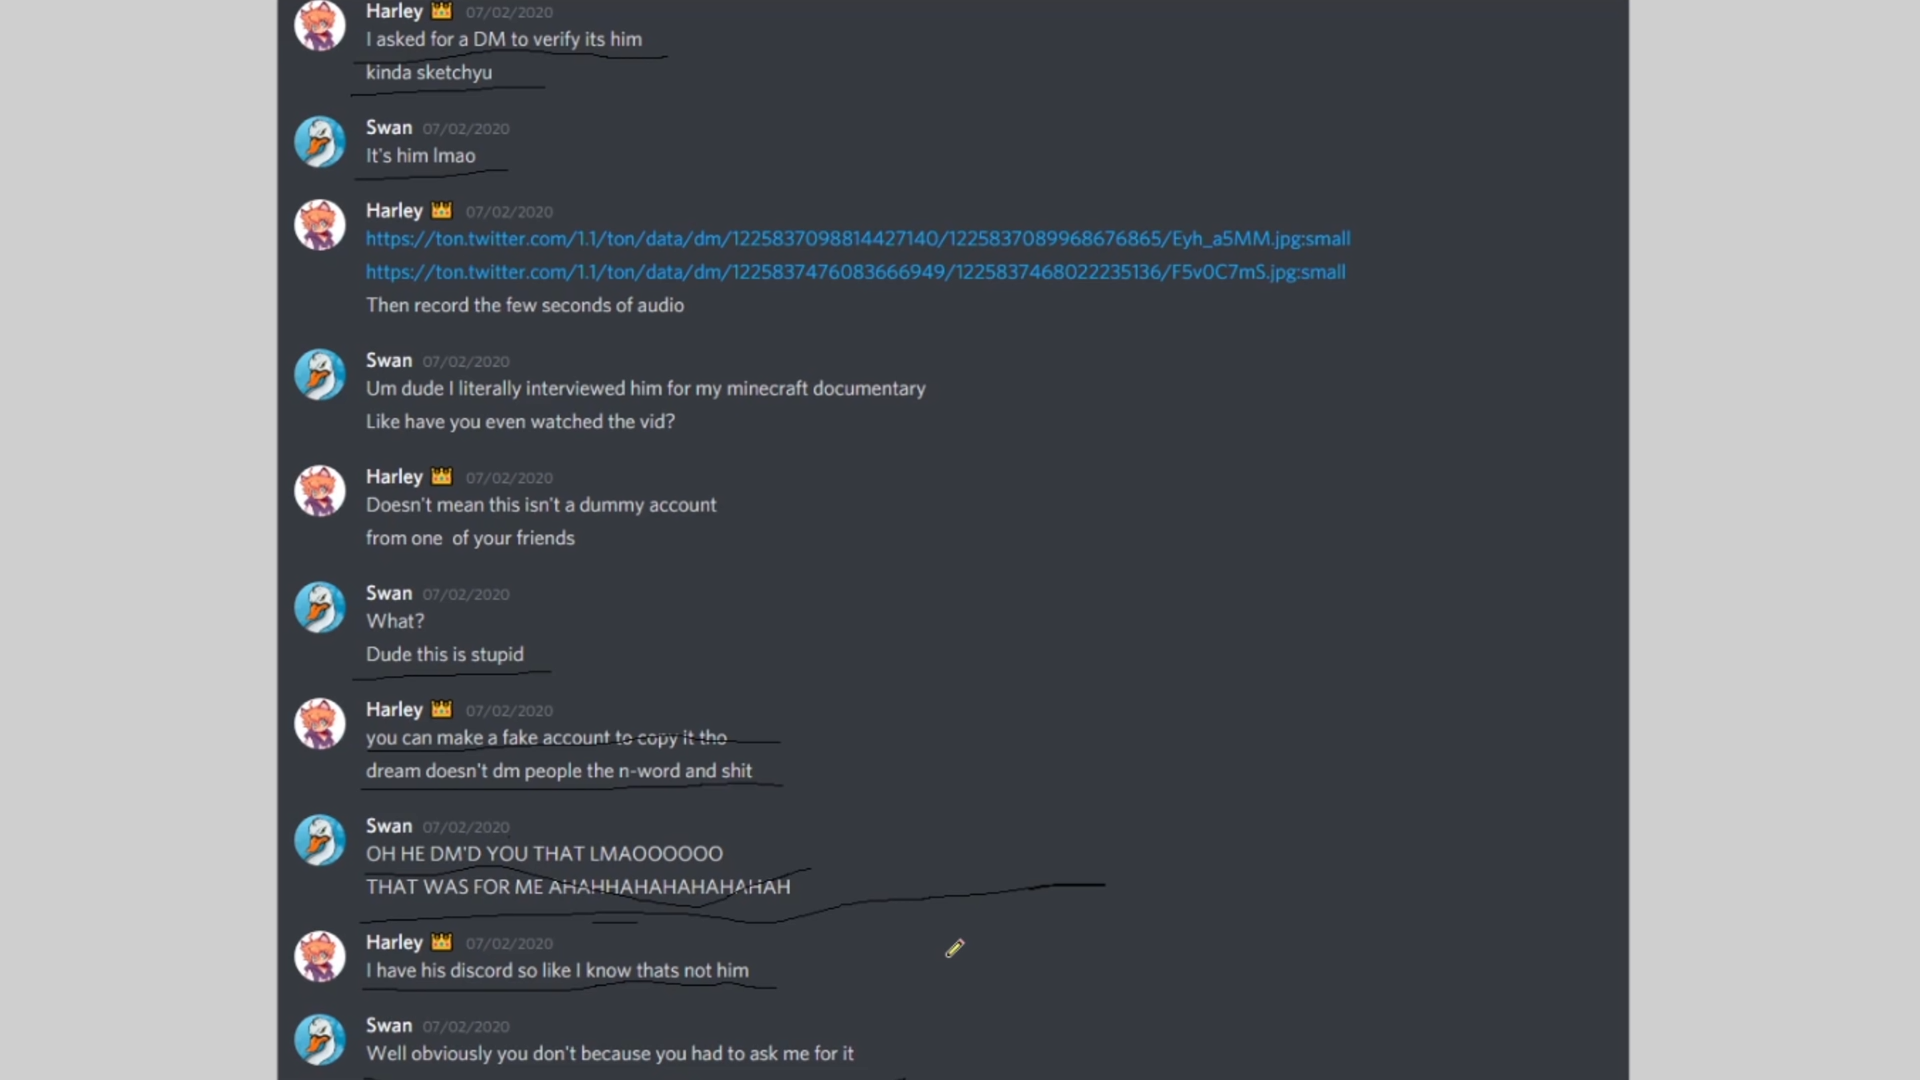 Harley 👑 07/02/2020
I asked for a DM to verify its him
kinda sketchyu
Swan 07/02/2020
It's him lmao
Harley 👑 07/02/2020
https://ton.twitter.com/1.1/ton/data/dm/1225837098814427140/1225837089968676865/Eyh_a5MM.jpg:small
https://ton.twitter.com/1.1/ton/data/dm/1225837476083666949/1225837468022235136/F5v0C7mS.jpg:small
Then record the few seconds of audio
Swan 07/02/2020
Um dude I literally interviewed him for my minecraft documentary
Like have you even watched the vid?
Harley 👑 07/02/2020
Doesn't mean this isn't a dummy account
from one  of your friends
Swan 07/02/2020
What?
Dude this is stupid
Harley 👑 07/02/2020
you can make a fake account to copy it tho
dream doesn't dm people the n-word and shit
Swan 07/02/2020
OH HE DM'D YOU THAT LMAOOOOOO
THAT WAS FOR ME AHAHHAHAHAHAHAHAH
Harley 👑 07/02/2020
I have his discord so like I know thats not him
Swan 07/02/2020
Well obviously you don't because you had to ask me for it